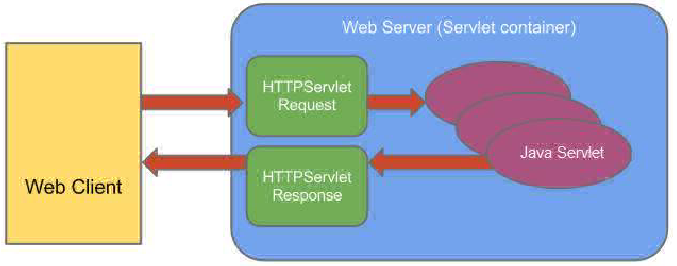 Web Server (Servlet container)
HTTPServlet
Request
Java Servlet
HTTPServlet
Response
Web Client